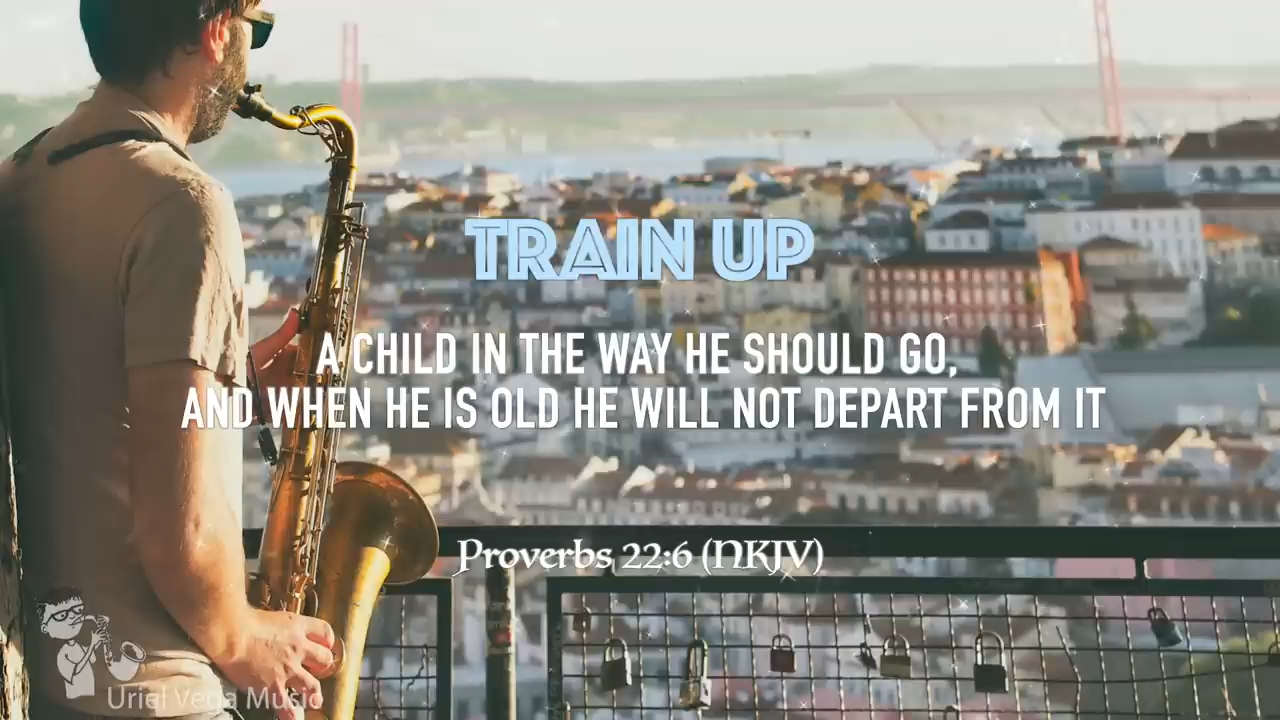 TRAIN UP
A CHILD IN THE WAY HE SHOULD GO,
AND WHEN HE IS OLD HE WILL NOT DEPART FROM IT
Proverbs 22:6 (NKJV)
Uriel Vega Music